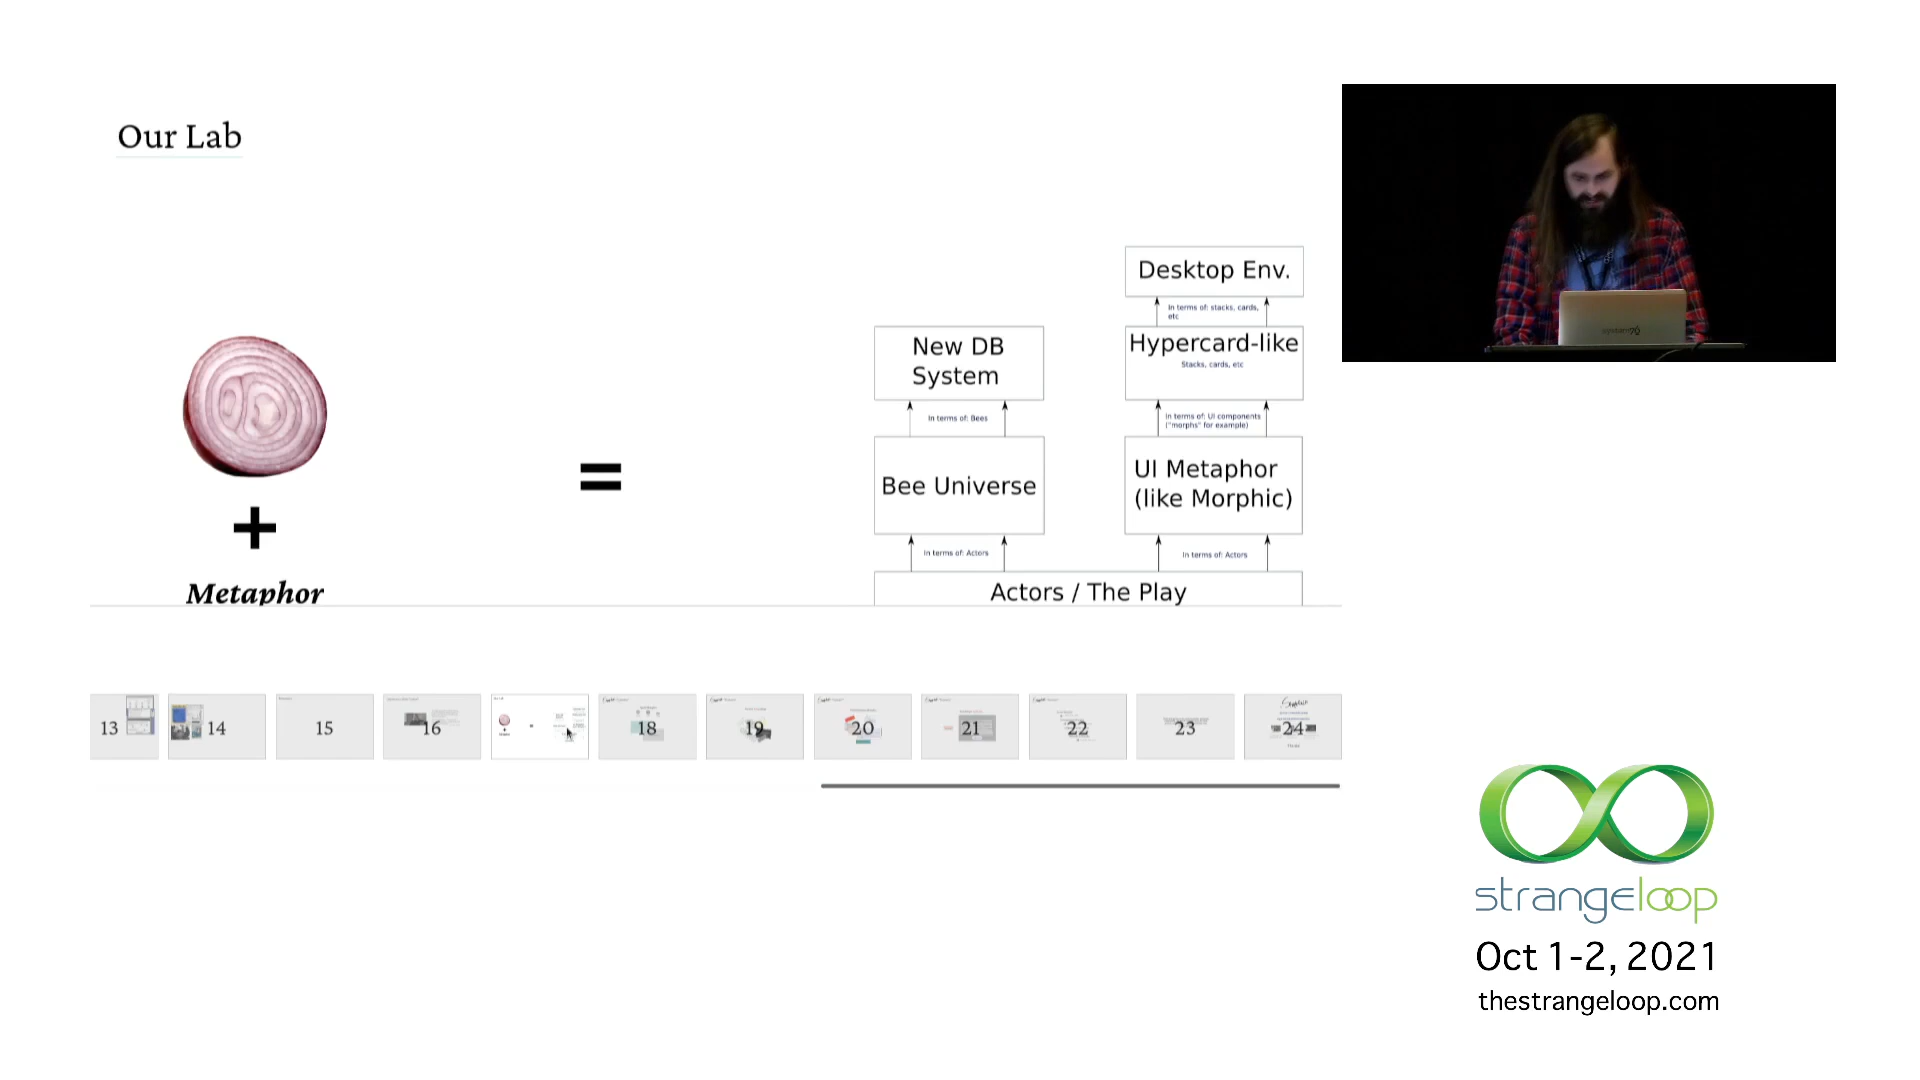 Our Lab
+
Metaphor
=
Desktop Env.
In terms of: stacks, cards,
etc
New DB
System
Hypercard-like
Stacks, cards, etc
In terms of: Bees
In terms of: UI components
("morphs" for example)
Bee Universe
UI Metaphor
(like Morphic)
In terms of: Actors
In terms of: Actors
Actors / The Play
system76
13
14
15
16
18
19
20
21
22
23
24
strangeloop
Oct 1-2, 2021
thestrangeloop.com